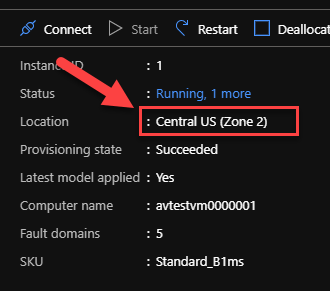 Connect Start Restart Deallocat
Instance ID : 1
Status : Running, 1 more
Location : Central US (Zone 2)
Provisioning state : Succeeded
Latest model applied : Yes
Computer name : avtestvm0000001
Fault domains : 5
SKU : Standard_B1ms